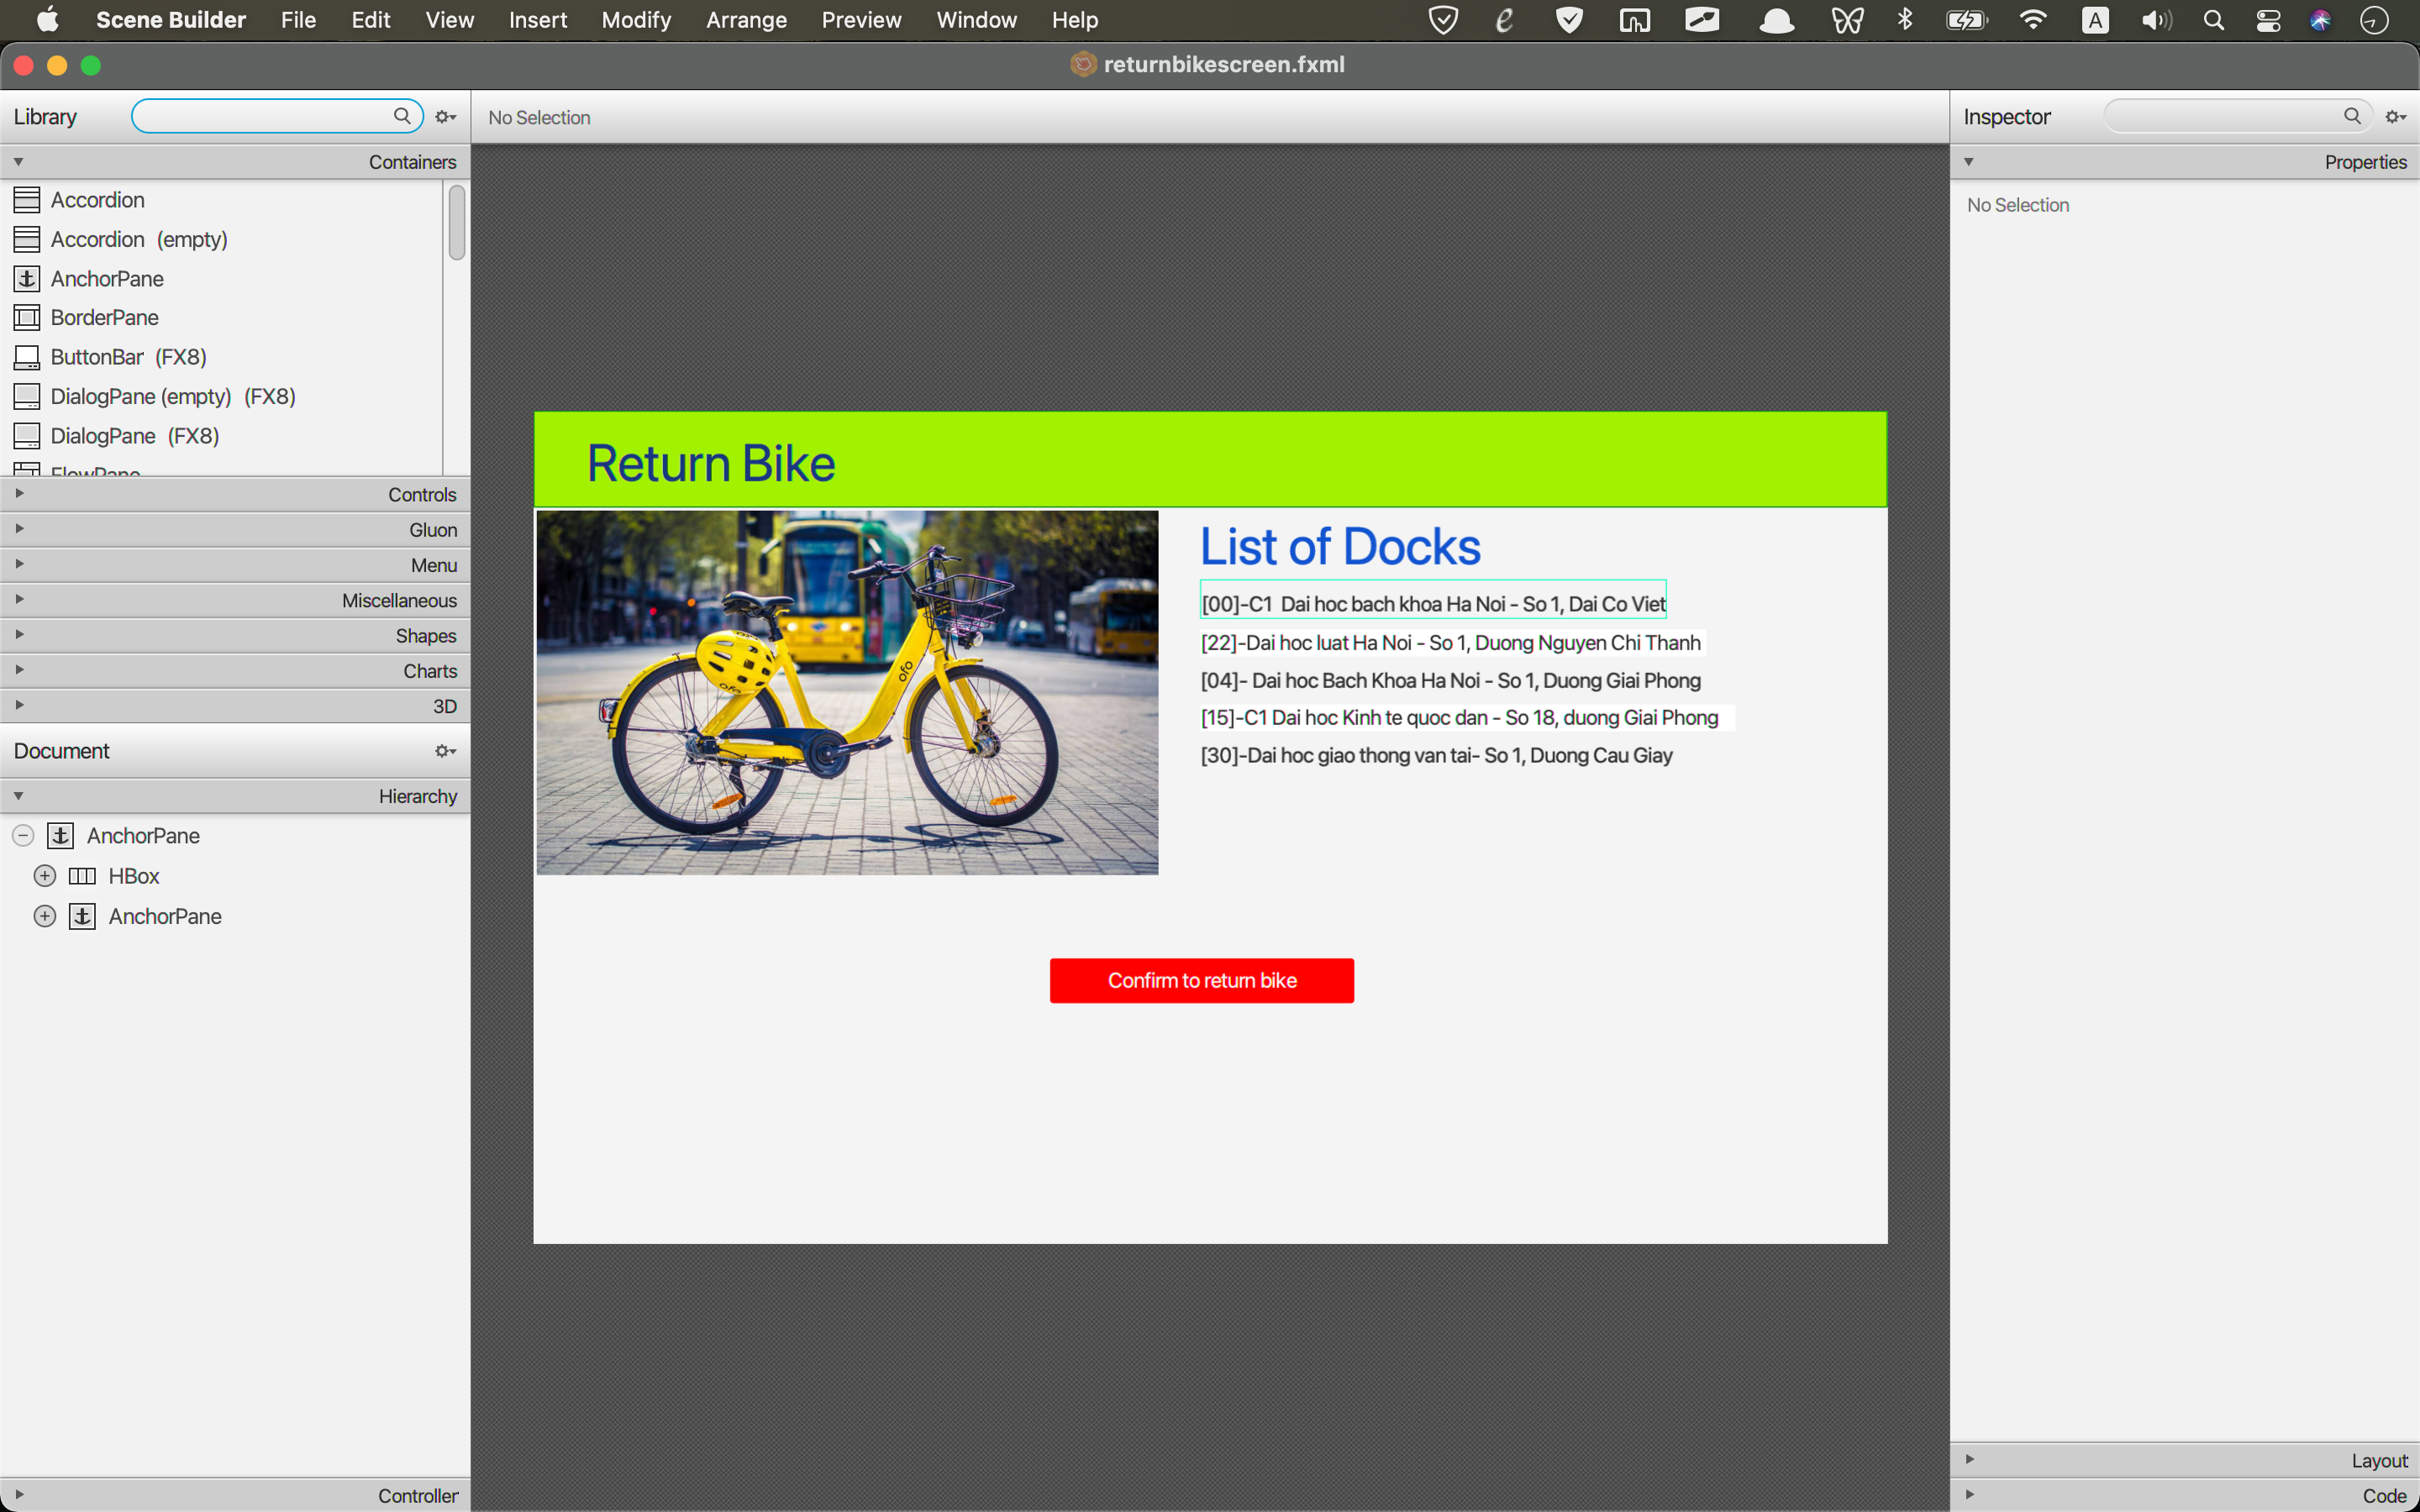 Scene Builder File Edit View Insert Modify Arrange Preview Window Help
returnbikescreen.fxml
Library
No Selection
Inspector
Containers
Properties
Accordion
No Selection
Accordion (empty)
AnchorPane
BorderPane
ButtonBar (FX8)
DialogPane (empty) (FX8)
DialogPane (FX8)
FlowPane
Controls
Gluon
Menu
Miscellaneous
Shapes
Charts
3D
Document
Hierarchy
AnchorPane
HBox
AnchorPane
Controller
Return Bike
ofo
ofo
List of Docks
[00]-C1 Dai hoc bach khoa Ha Noi - So 1, Dai Co Viet
[22]-Dai hoc luat Ha Noi - So 1, Duong Nguyen Chi Thanh
[04]- Dai hoc Bach Khoa Ha Noi - So 1, Duong Giai Phong
[15]-C1 Dai hoc Kinh te quoc dan - So 18, duong Giai Phong
[30]-Dai hoc giao thong van tai- So 1, Duong Cau Giay
Confirm to return bike
Layout
Code